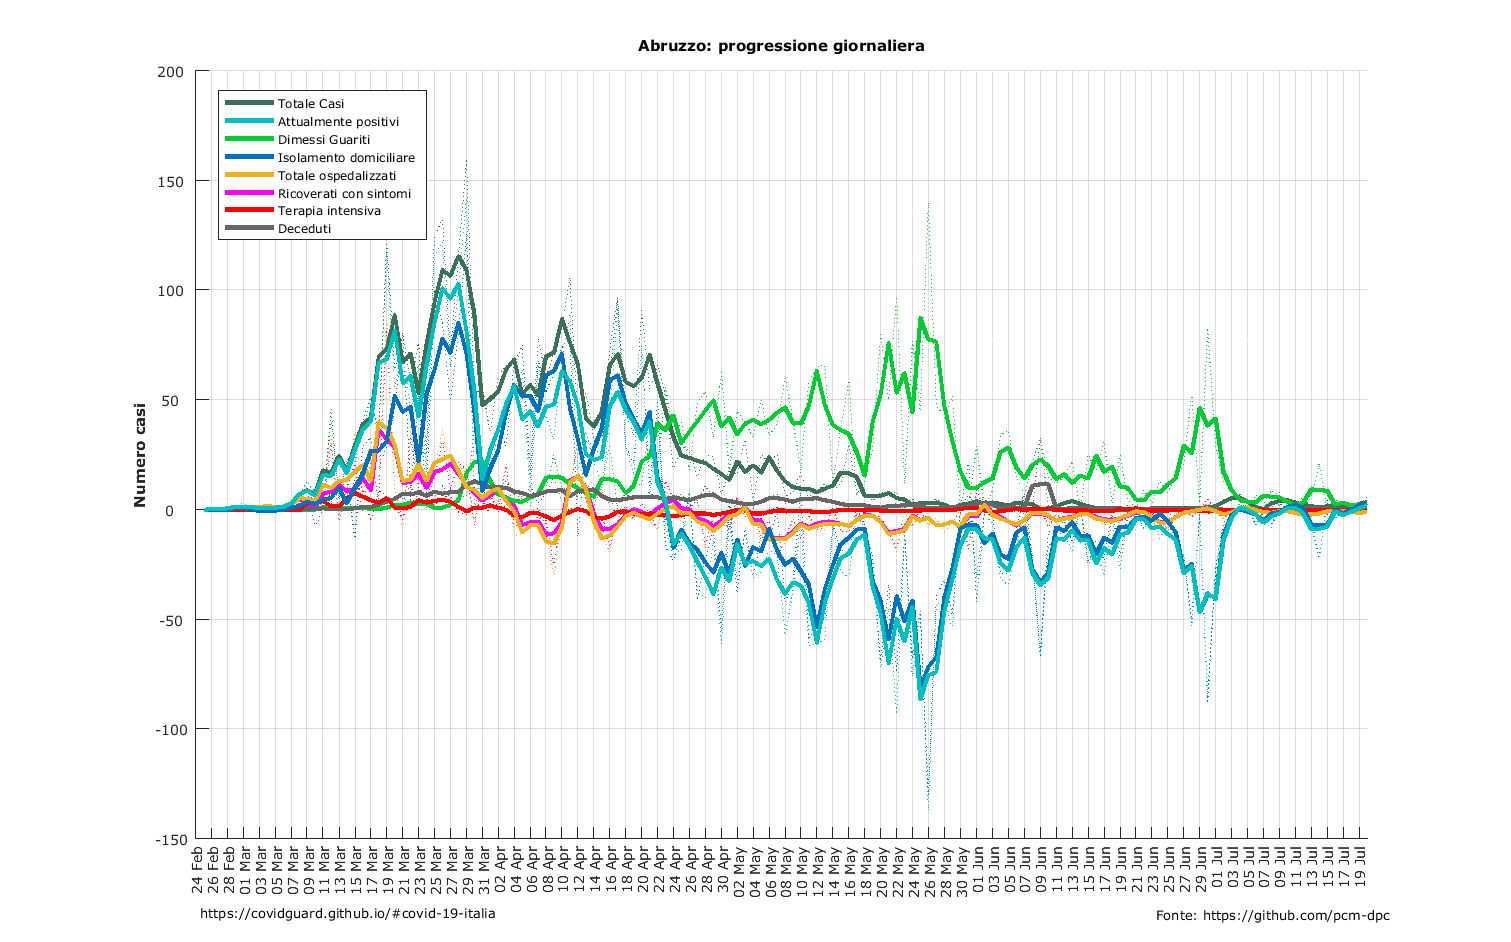 Abruzzo: progressione giornaliera
Numero casi
200
150
100
50
0
-50
-100
-150
Totale Casi
Attualmente positivi
Dimessi Guariti
Isolamento domiciliare
Totale ospedalizzati
Ricoverati con sintomi
Terapia intensiva
Deceduti
24 Feb
26 Feb
28 Feb
01 Mar
03 Mar
05 Mar
07 Mar
09 Mar
11 Mar
13 Mar
15 Mar
17 Mar
19 Mar
21 Mar
23 Mar
25 Mar
27 Mar
29 Mar
31 Mar
02 Apr
04 Apr
06 Apr
08 Apr
10 Apr
12 Apr
14 Apr
16 Apr
18 Apr
20 Apr
22 Apr
24 Apr
26 Apr
28 Apr
30 Apr
02 May
04 May
06 May
08 May
10 May
12 May
14 May
16 May
18 May
20 May
22 May
24 May
26 May
28 May
30 May
01 Jun
03 Jun
05 Jun
07 Jun
09 Jun
11 Jun
13 Jun
15 Jun
17 Jun
19 Jun
21 Jun
23 Jun
25 Jun
27 Jun
29 Jun
01 Jul
03 Jul
05 Jul
07 Jul
09 Jul
11 Jul
13 Jul
15 Jul
17 Jul
19 Jul
https://covidguard.github.io/#covid-19-italia
Fonte: https://github.com/pcm-dpc